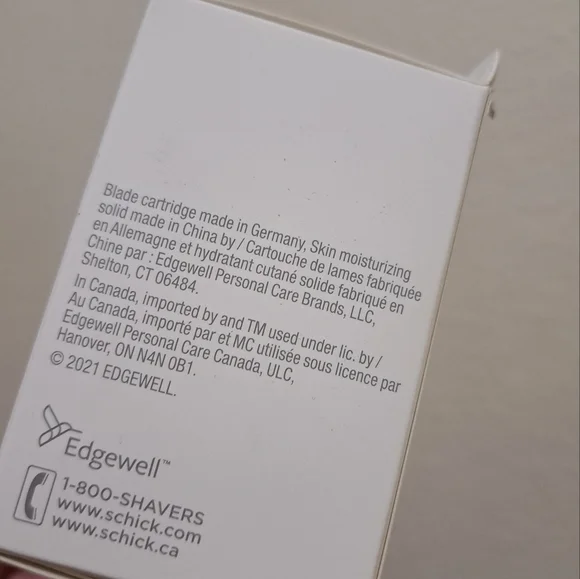 Blade cartridge made in Germany, Skin moisturizing
solid made in China by / Cartouche de lames fabriquée
en Allemagne et hydratant cutané solide fabriqué en
Chine par : Edgewell Personal Care Brands, LLC,
Shelton, CT 06484.
In Canada, imported by and TM used under lic. by /
Au Canada, importé par et MC utilisée sous licence par
Edgewell Personal Care Canada, ULC,
Hanover, ON N4N 0B1.
© 2021 EDGEWELL.
Edgewell™
1-800-SHAVERS
www.schick.com
www.schick.ca